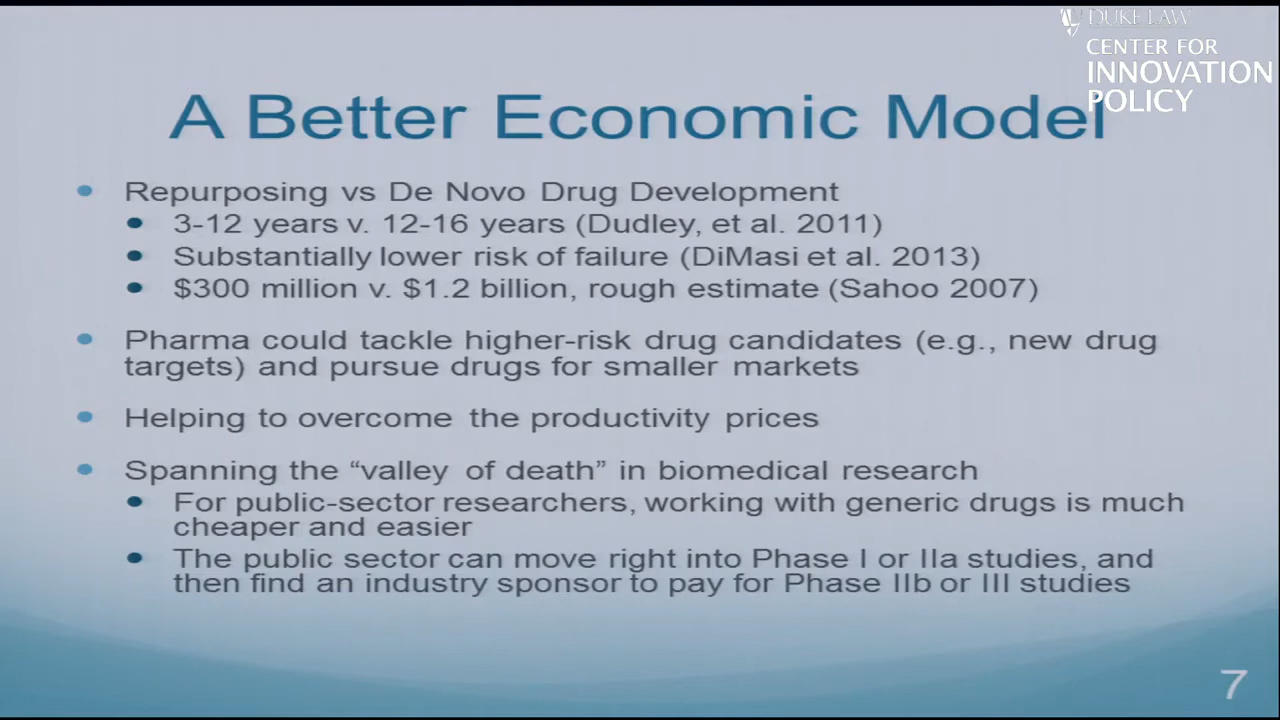 DUKE LAW
CENTER FOR
INNOVATION
POLICY
A Better Economic Model
Repurposing vs De Novo Drug Development
3-12 years v. 12-16 years (Dudley, et al. 2011)
Substantially lower risk of failure (DiMasi et al. 2013)
$300 million v. $1.2 billion, rough estimate (Sahoo 2007)
Pharma could tackle higher-risk drug candidates (e.g., new drug
targets) and pursue drugs for smaller markets
Helping to overcome the productivity prices
Spanning the “valley of death” in biomedical research
For public-sector researchers, working with generic drugs is much
cheaper and easier
The public sector can move right into Phase I or IIa studies, and
then find an industry sponsor to pay for Phase IIb or III studies
7